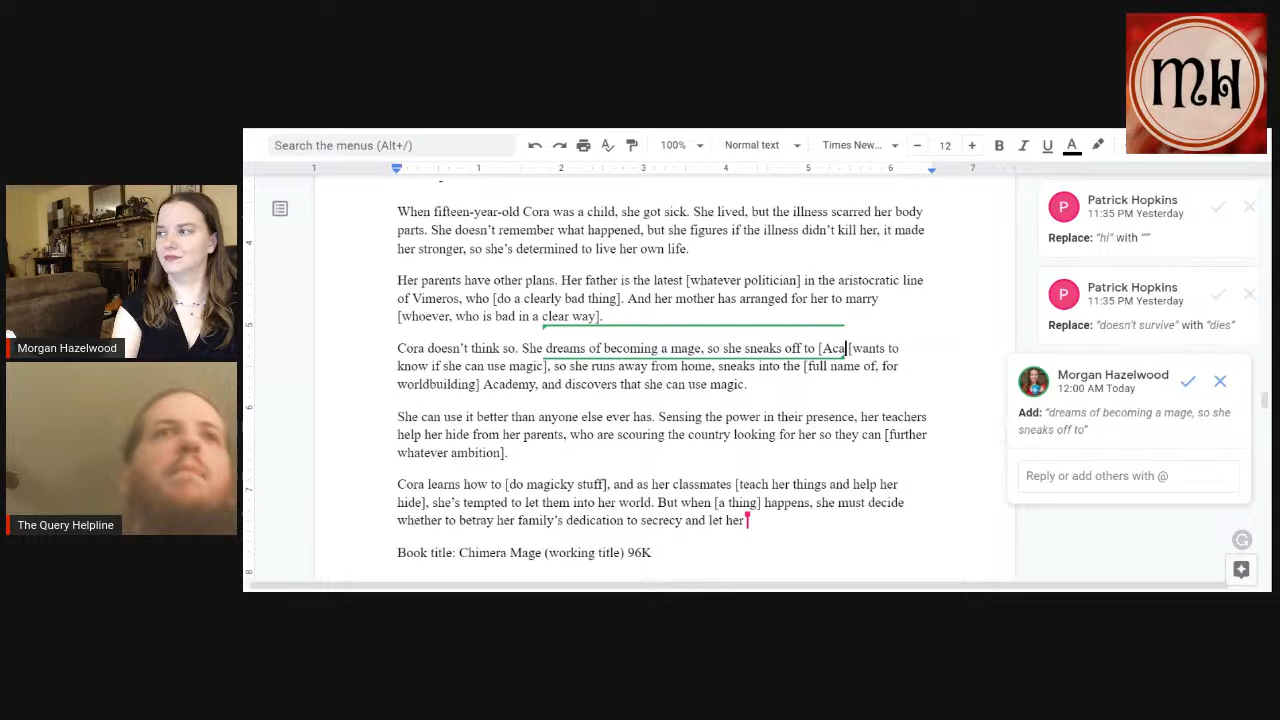 MH
Search the menus (Alt+/)
100%
Normal text
Times New...
12
1
1
2
3
4
5
6
7
4
5
6
7
8
When fifteen-year-old Cora was a child, she got sick. She lived, but the illness scarred her body
parts. She doesn’t remember what happened, but she figures if the illness didn’t kill her, it made
her stronger, so she’s determined to live her own life.
Her parents have other plans. Her father is the latest [whatever politician] in the aristocratic line
of Vimeros, who [do a clearly bad thing]. And her mother has arranged for her to marry
[whoever, who is bad in a clear way].
Cora doesn’t think so. She dreams of becoming a mage, so she sneaks off to [Aca [wants to
know if she can use magic], so she runs away from home, sneaks into the [full name of, for
worldbuilding] Academy, and discovers that she can use magic.
She can use it better than anyone else ever has. Sensing the power in their presence, her teachers
help her hide from her parents, who are scouring the country looking for her so they can [further
whatever ambition].
Cora learns how to [do magicky stuff], and as her classmates [teach her things and help her
hide], she’s tempted to let them into her world. But when [a thing] happens, she must decide
whether to betray her family’s dedication to secrecy and let her
Book title: Chimera Mage (working title) 96K
P
Patrick Hopkins
11:35 PM Yesterday
Replace: “hi” with “”
P
Patrick Hopkins
11:35 PM Yesterday
Replace: “doesn’t survive” with “dies”
Morgan Hazelwood
12:00 AM Today
Add: “dreams of becoming a mage, so she
sneaks off to”
Reply or add others with @
Morgan Hazelwood
The Query Helpline